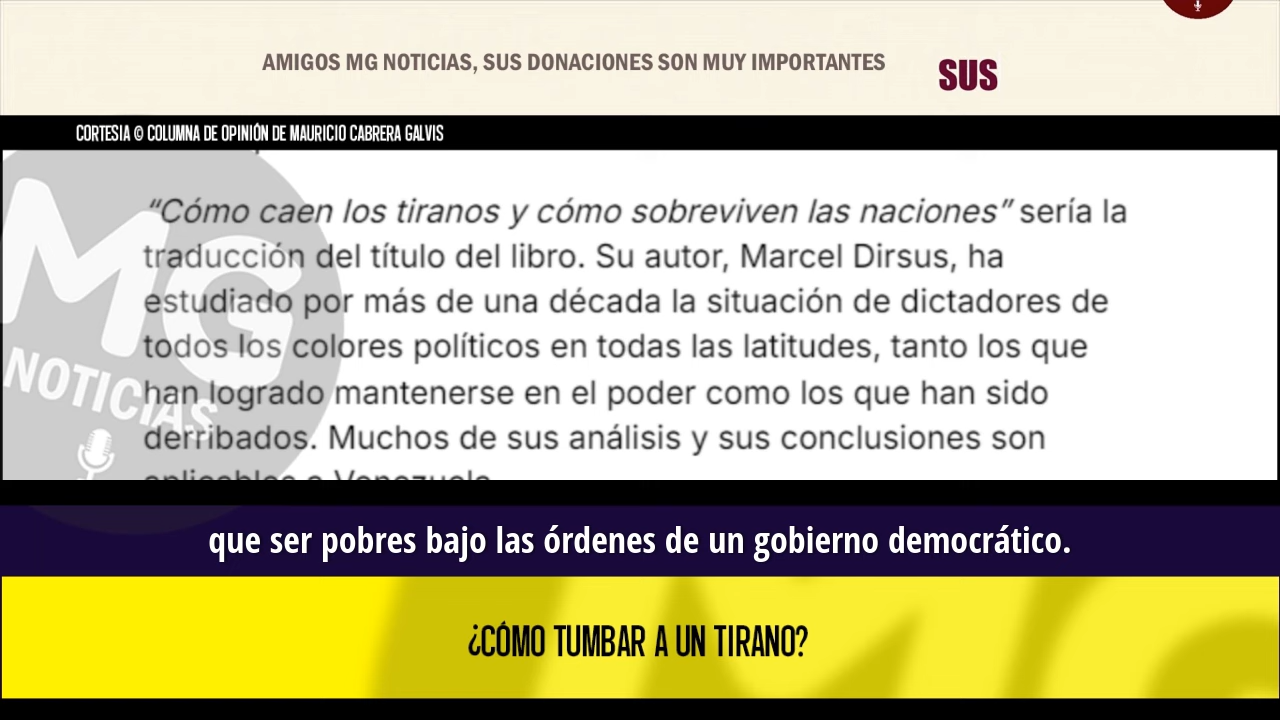 AMIGOS MG NOTICIAS, SUS DONACIONES SON MUY IMPORTANTES
SUS
CORTESIA © COLUMNA DE OPINIÓN DE MAURICIO CABRERA GALVIS
“Cómo caen los tiranos y cómo sobreviven las naciones” sería la
traducción del título del libro. Su autor, Marcel Dirsus, ha
estudiado por más de una década la situación de dictadores de
todos los colores políticos en todas las latitudes, tanto los que
han logrado mantenerse en el poder como los que han sido
derribados. Muchos de sus análisis y sus conclusiones son
aplicables a Venezuela
MG
NOTICIAS
que ser pobres bajo las órdenes de un gobierno democrático.
¿CÓMO TUMBAR A UN TIRANO?